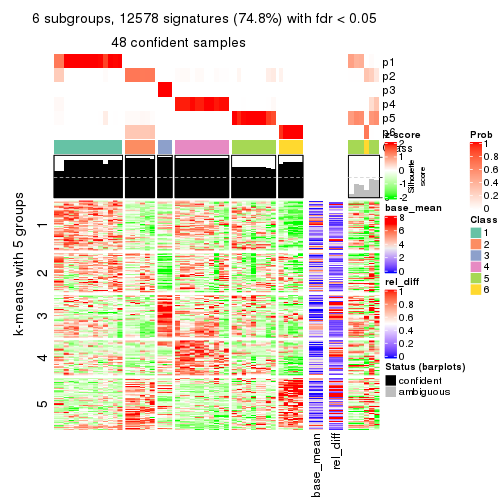 6 subgroups, 12578 signatures (74.8%) with fdr < 0.05
48 confident samples
p1
p2
p3
p4
p5
p6
Class
z-score
2
1
0
-1
-2
Silhouette
score
base_mean
8
6
4
2
0
rel_diff
1
0.8
0.6
0.4
0.2
0
Prob
1
0.8
0.6
0.4
0.2
0
Class
1
2
3
4
5
6
Status (barplots)
confident
ambiguous
k-means with 5 groups
1
2
3
4
5
base_mean
rel_diff